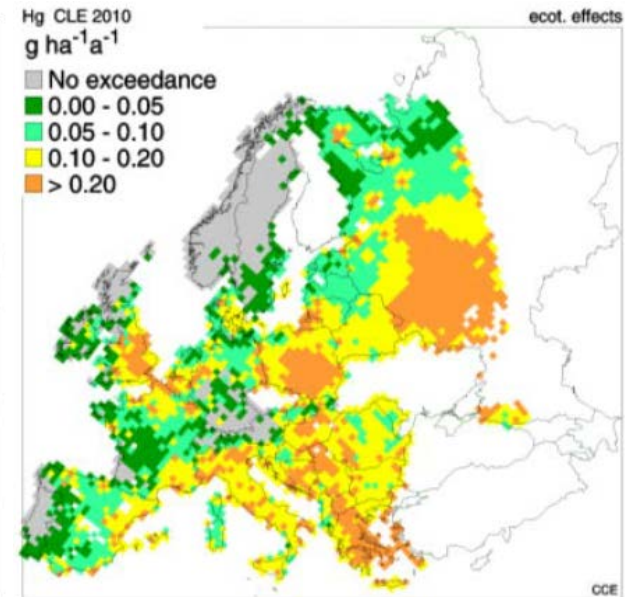 Hg CLE 2010
ecot. effects
g ha-1a-1
No exceedance
0.00 - 0.05
0.05 - 0.10
0.10 - 0.20
> 0.20
CCE